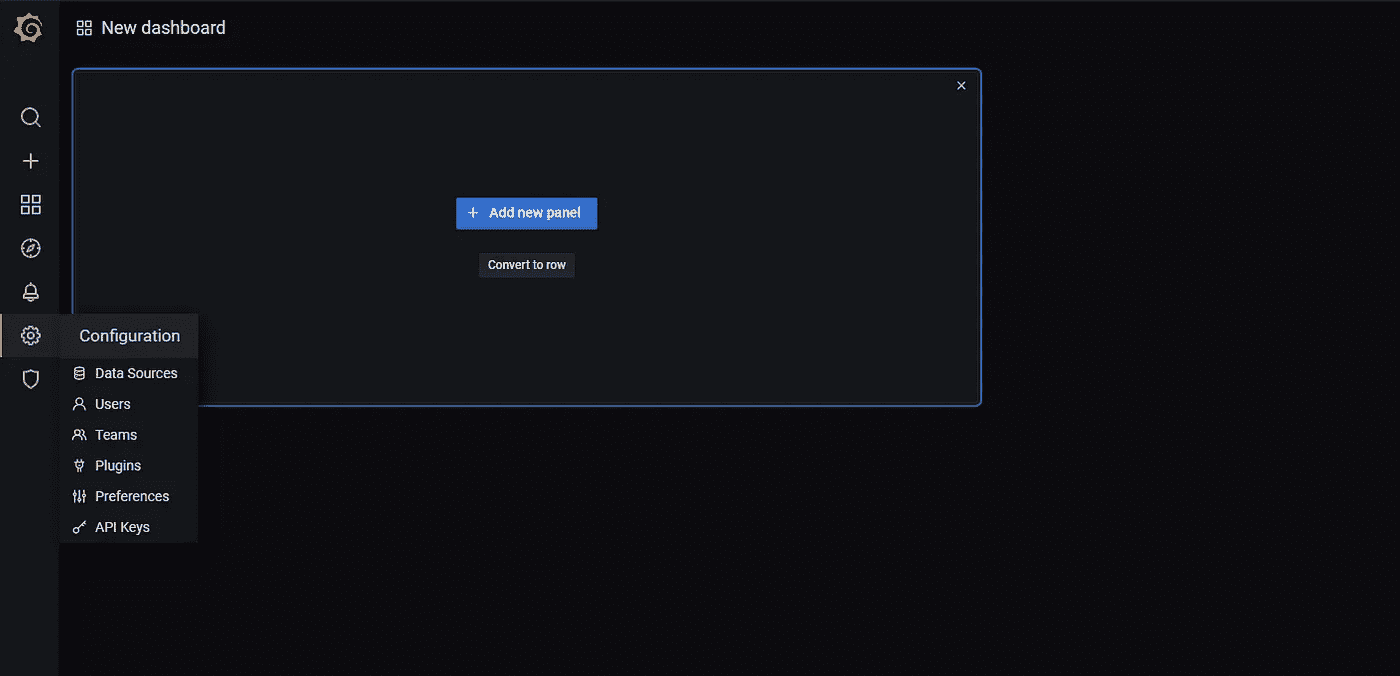 New dashboard
Add new panel
Convert to row
Configuration
Data Sources
Users
Teams
Plugins
Preferences
API Keys